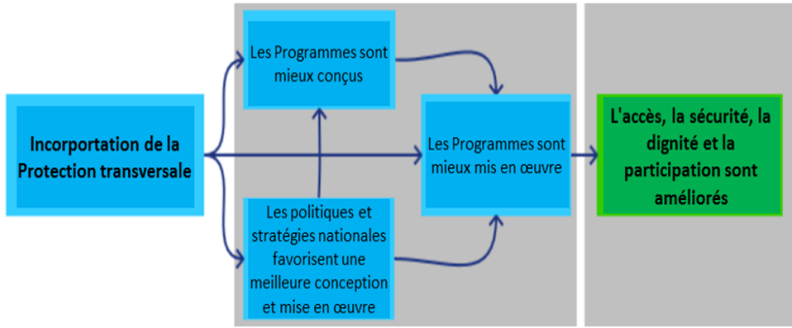 Les Programmes sont
mieux conçus
Incorportation de la
Protection transversale
Les politiques et
stratégies nationales
favorisent une
meilleure conception
et mise en œuvre
Les Programmes sont
mieux mis en œuvre
L'accès, la sécurité, la
dignité et la
participation sont
améliorés